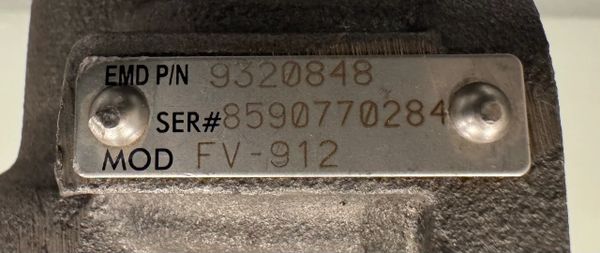 EMD P/N 9320848
SER# 8590770284
MOD FV-912